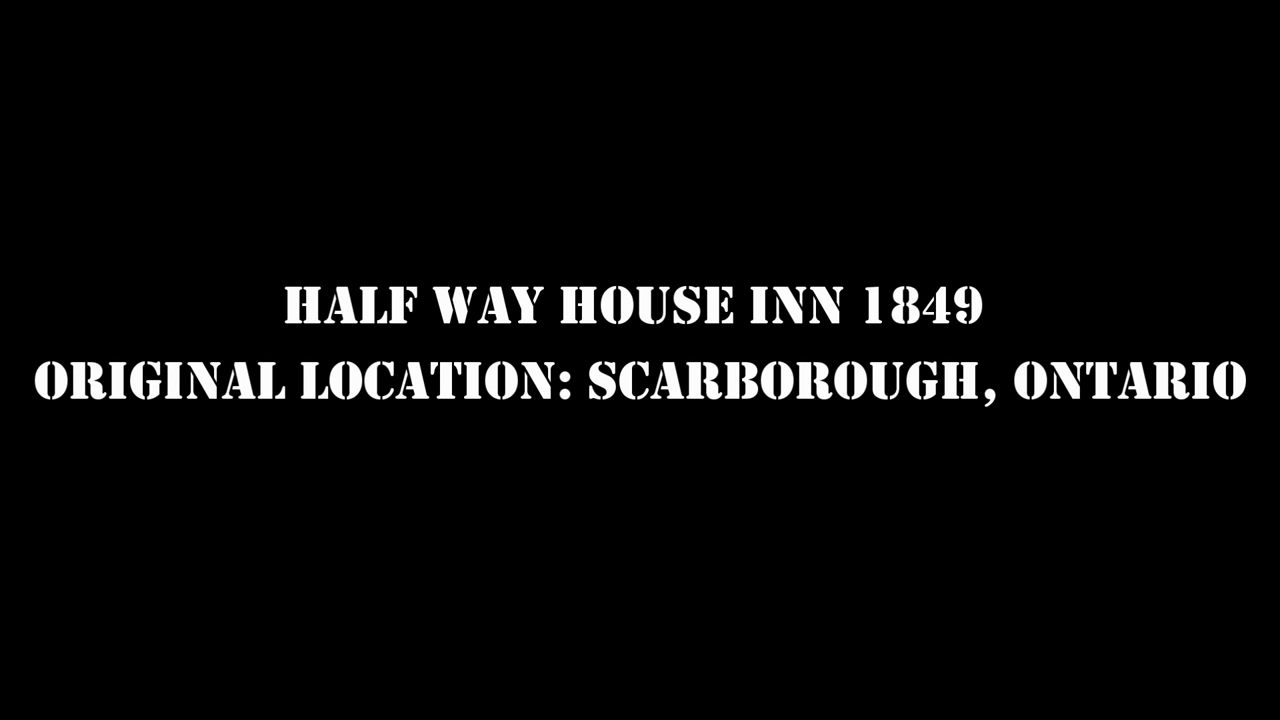 HALF WAY HOUSE INN 1849
ORIGINAL LOCATION: SCARBOROUGH, ONTARIO